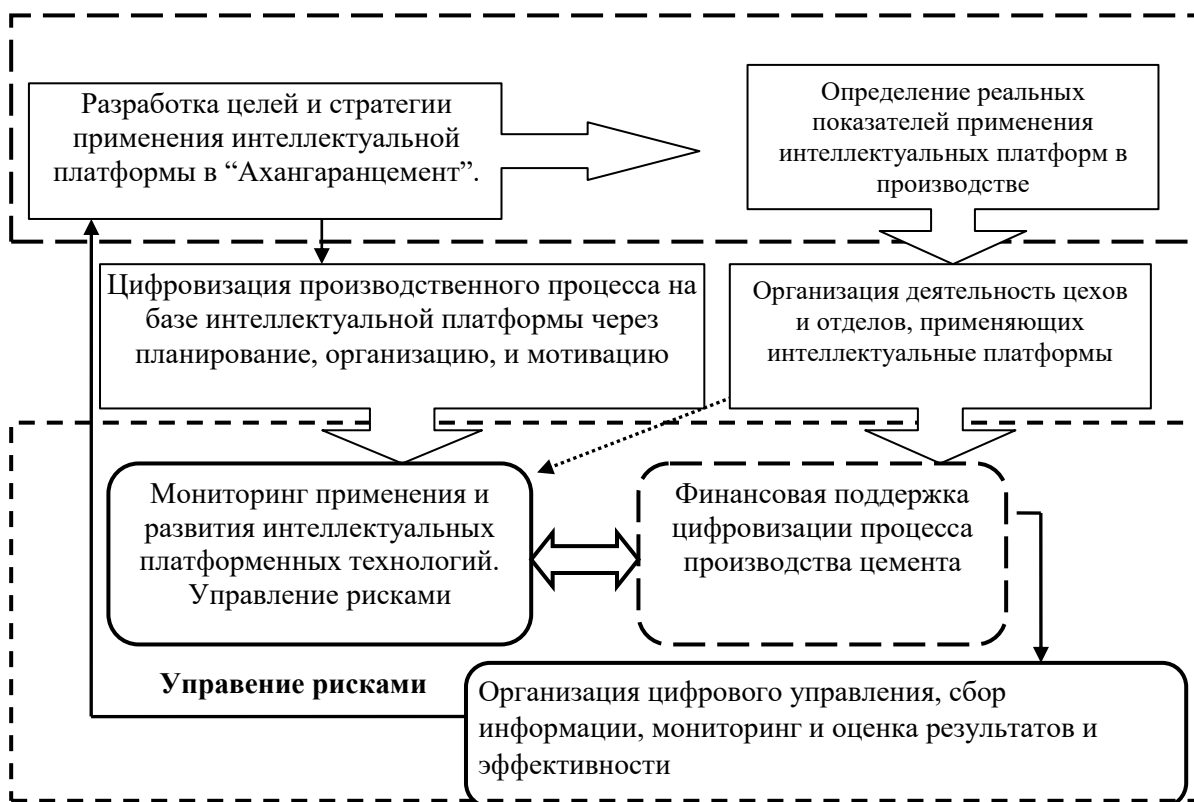 Разработка целей и стратегии
применения интеллектуальной
платформы в “Ахангаранцемент”.
Определение реальных
показателей применения
интеллектуальных платформ в
производстве
Цифровизация производственного процесса на
базе интеллектуальной платформы через
планирование, организацию, и мотивацию
Организация деятельность цехов
и отделов, применяющих
интеллектуальные платформы
Мониторинг применения и
развития интеллектуальных
платформенных технологий.
Управление рисками
Финансовая поддержка
цифровизации процесса
производства цемента
Управение рисками
Организация цифрового управления, сбор
информации, мониторинг и оценка результатов и
эффективности